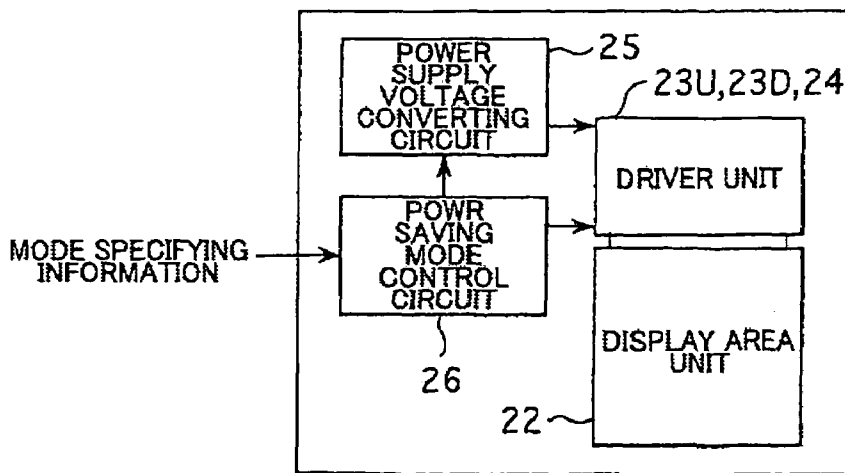 POWER
SUPPLY
VOLTAGE
CONVERTING
CIRCUIT
25
23U,23D,24
DRIVER UNIT
POWR
SAVING
MODE
CONTROL
CIRCUIT
MODE SPECIFYING
INFORMATION
26
DISPLAY AREA
UNIT
22